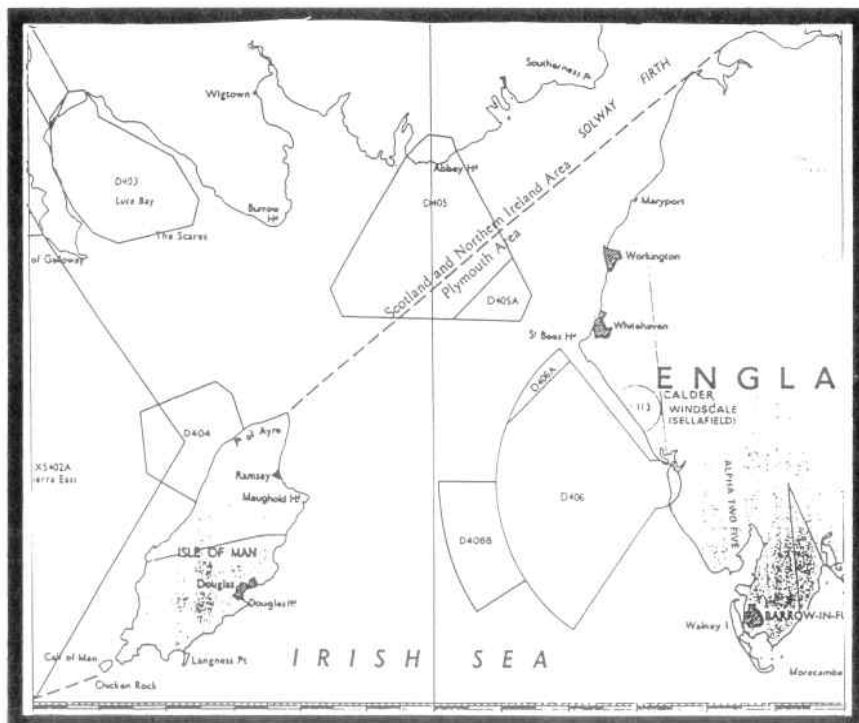 Southerness Pt
SOLWAY FIRTH
Wigtown
Abbey Hd
D403
Luce Bay
D405
Burrow
Hd
Maryport
The Scares
of Galloway
Scotland and Northern Ireland Area
Plymouth Area
Workington
D405A
Whitehaven
St Bees Hd
D406A
ENGLA
CALDER
113
WINDSCALE
(SELLAFIELD)
D404
Pt of Ayre
Ramsey
Maughold Hd
D406
ALPHA TWO FIVE
D406B
ISLE OF MAN
Douglas
Douglas Hd
BARROW-IN-FU
Walney I
Calf of Man
Langness Pt
IRISH SEA
Morecambe
Chicken Rock